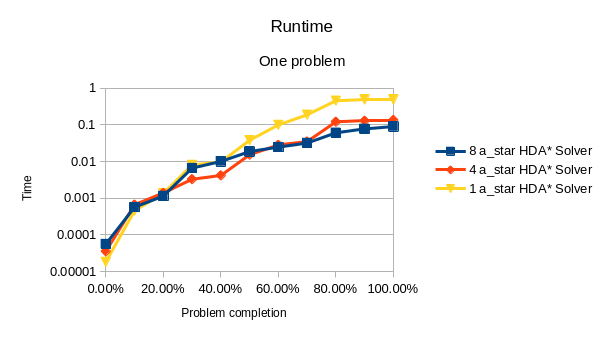 Runtime
One problem
1
0.1
0.01
0.001
0.0001
0.00001
Time
0.00% 20.00% 40.00% 60.00% 80.00% 100.00%
Problem completion
8 a_star HDA* Solver
4 a_star HDA* Solver
1 a_star HDA* Solver